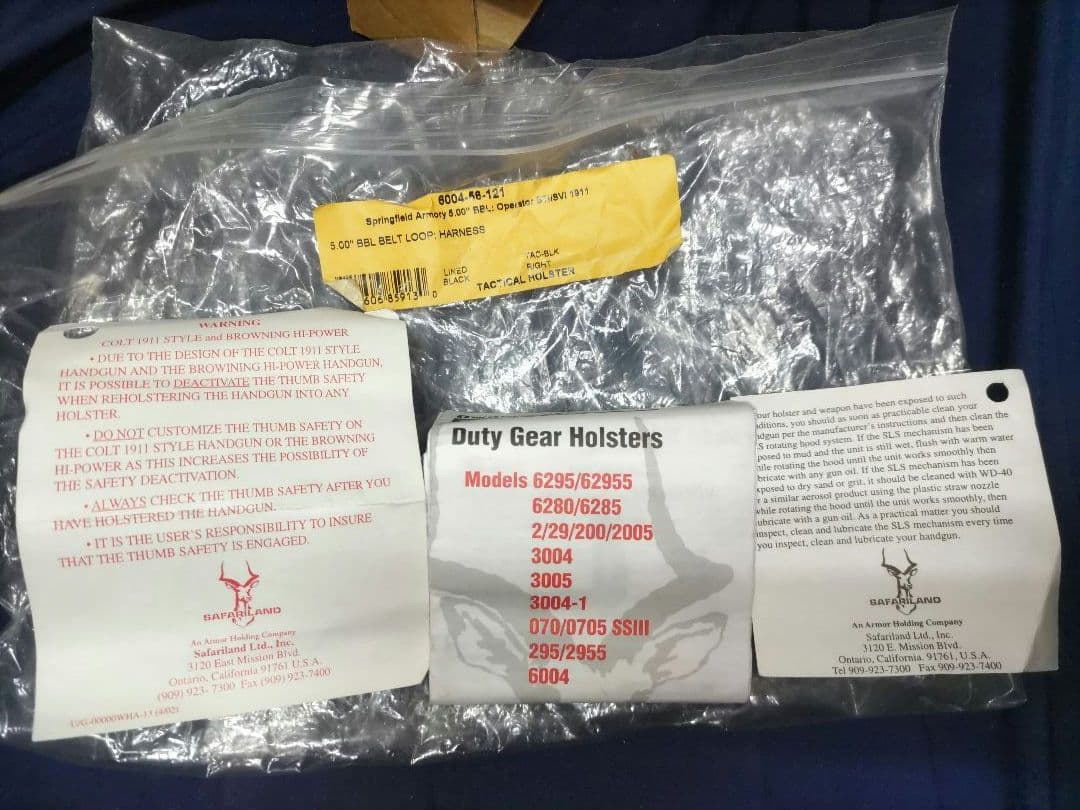 6004-56-121
Springfield Armory 5.00" BBL: Operator STI/SVI 1911
5.00" BBL BELT LOOP; HARNESS
TAC-BLK
LINED RIGHT
BLACK TACTICAL HOLSTER
WARNING
COLT 1911 STYLE and BROWNING HI-POWER
• DUE TO THE DESIGN OF THE COLT 1911 STYLE
HANDGUN AND THE BROWINING HI-POWER HANDGUN,
IT IS POSSIBLE TO DEACTIVATE THE THUMB SAFETY
WHEN REHOLSTERING THE HANDGUN INTO ANY
HOLSTER.
• DO NOT CUSTOMIZE THE THUMB SAFETY ON
THE COLT 1911 STYLE HANDGUN OR THE BROWNING
HI-POWER AS THIS INCREASES THE POSSIBILITY OF
THE SAFETY DEACTIVATION.
• ALWAYS CHECK THE THUMB SAFETY AFTER YOU
HAVE HOLSTERED THE HANDGUN.
• IT IS THE USER'S RESPONSIBILITY TO INSURE
THAT THE THUMB SAFETY IS ENGAGED.
SAFARILAND
An Armor Holding Company
Safariland Ltd., Inc.
3120 East Mission Blvd.
Ontario, California 91761 U.S.A.
(909) 923-7300 Fax (909) 923-7400
Duty Gear Holsters
Models 6295/62955
6280/6285
2/29/200/2005
3004
3005
3004-1
070/0705 SSIII
295/2955
6004
our holster and weapon have been exposed to such
ditions, you should as soon as practicable clean your
dgun per the manufacturer's instructions and then clean the
S rotating hood system. If the SLS mechanism has been
posed to mud and the unit is still wet, flush with warm water
hile rotating the hood until the unit works smoothly then
bricate with any gun oil. If the SLS mechanism has been
xposed to dry sand or grit, it should be cleaned with WD-40
r a similar aerosol product using the plastic straw nozzle
while rotating the hood until the unit works smoothly, then
ubricate with a gun oil. As a practical matter you should
inspect, clean and lubricate the SLS mechanism every time
you inspect, clean and lubricate your handgun.
SAFARILAND
An Armor Holding Company
Safariland Ltd., Inc.
3120 E. Mission Blvd.
Ontario, California. 91761, U.S.A.
Tel 909-923-7300 Fax 909-923-7400